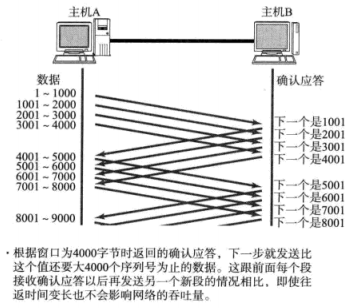 主机A 主机B
数据 确认应答
1 ~ 1000
1001 ~ 2000
2001 ~ 3000
3001 ~ 4000
下一个是1001
下一个是2001
下一个是3001
下一个是4001
4001 ~ 5000
5001 ~ 6000
6001 ~ 7000
7001 ~ 8000
下一个是5001
下一个是6001
下一个是7001
下一个是8001
8001 ~ 9000
·根据窗口为4000字节时返回的确认应答，下一步就发送比
这个值还要大4000个序列号为止的数据。这跟前面每个段
接收确认应答以后再发送另一个新段的情况相比，即使往
返时间变长也不会影响网络的吞吐量。